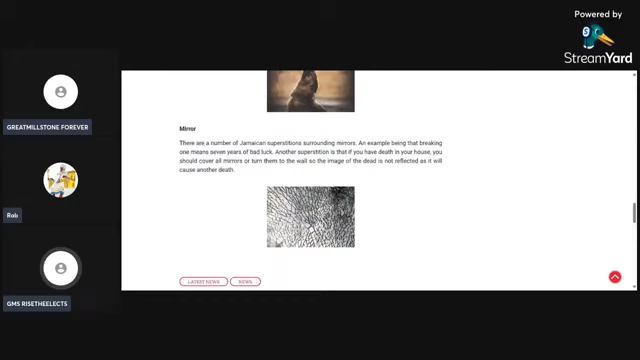 Powered by
StreamYard
GREATMILLSTONE FOREVER
Rob
GMS RISETHEELECTS
Mirror
There are a number of Jamaican superstitions surrounding mirrors. An example being that breaking
one means seven years of bad luck. Another superstition is that if you have death in your house, you
should cover all mirrors or turn them to the wall so the image of the dead is not reflected as it will
cause another death.
LATEST NEWS
NEWS